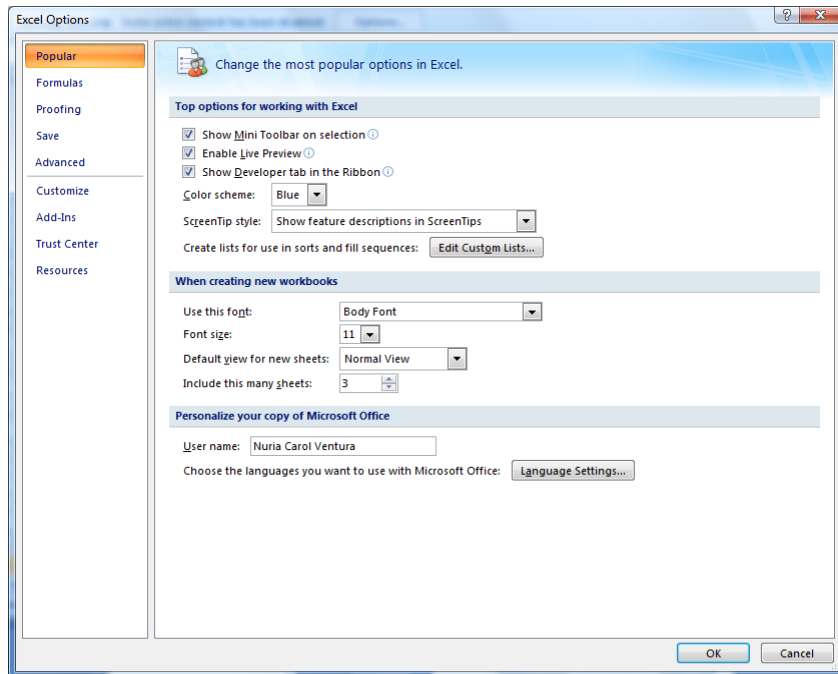 Excel Options
Popular
Formulas
Proofing
Save
Advanced
Customize
Add-Ins
Trust Center
Resources
Change the most popular options in Excel.
Top options for working with Excel
Show Mini Toolbar on selection
Enable Live Preview
Show Developer tab in the Ribbon
Color scheme: Blue
ScreenTip style: Show feature descriptions in ScreenTips
Create lists for use in sorts and fill sequences: Edit Custom Lists...
When creating new workbooks
Use this font: Body Font
Font size: 11
Default view for new sheets: Normal View
Include this many sheets: 3
Personalize your copy of Microsoft Office
User name: Nuria Carol Ventura
Choose the languages you want to use with Microsoft Office: Language Settings...
OK Cancel